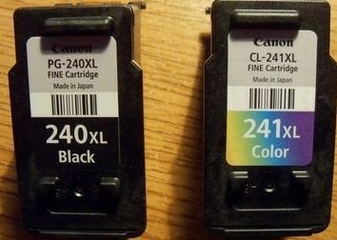 Canon
PG-240XL
FINE Cartridge
Made in Japan
240XL
Black
Canon
CL-241XL
FINE Cartridge
Made in Japan
241XL
Color